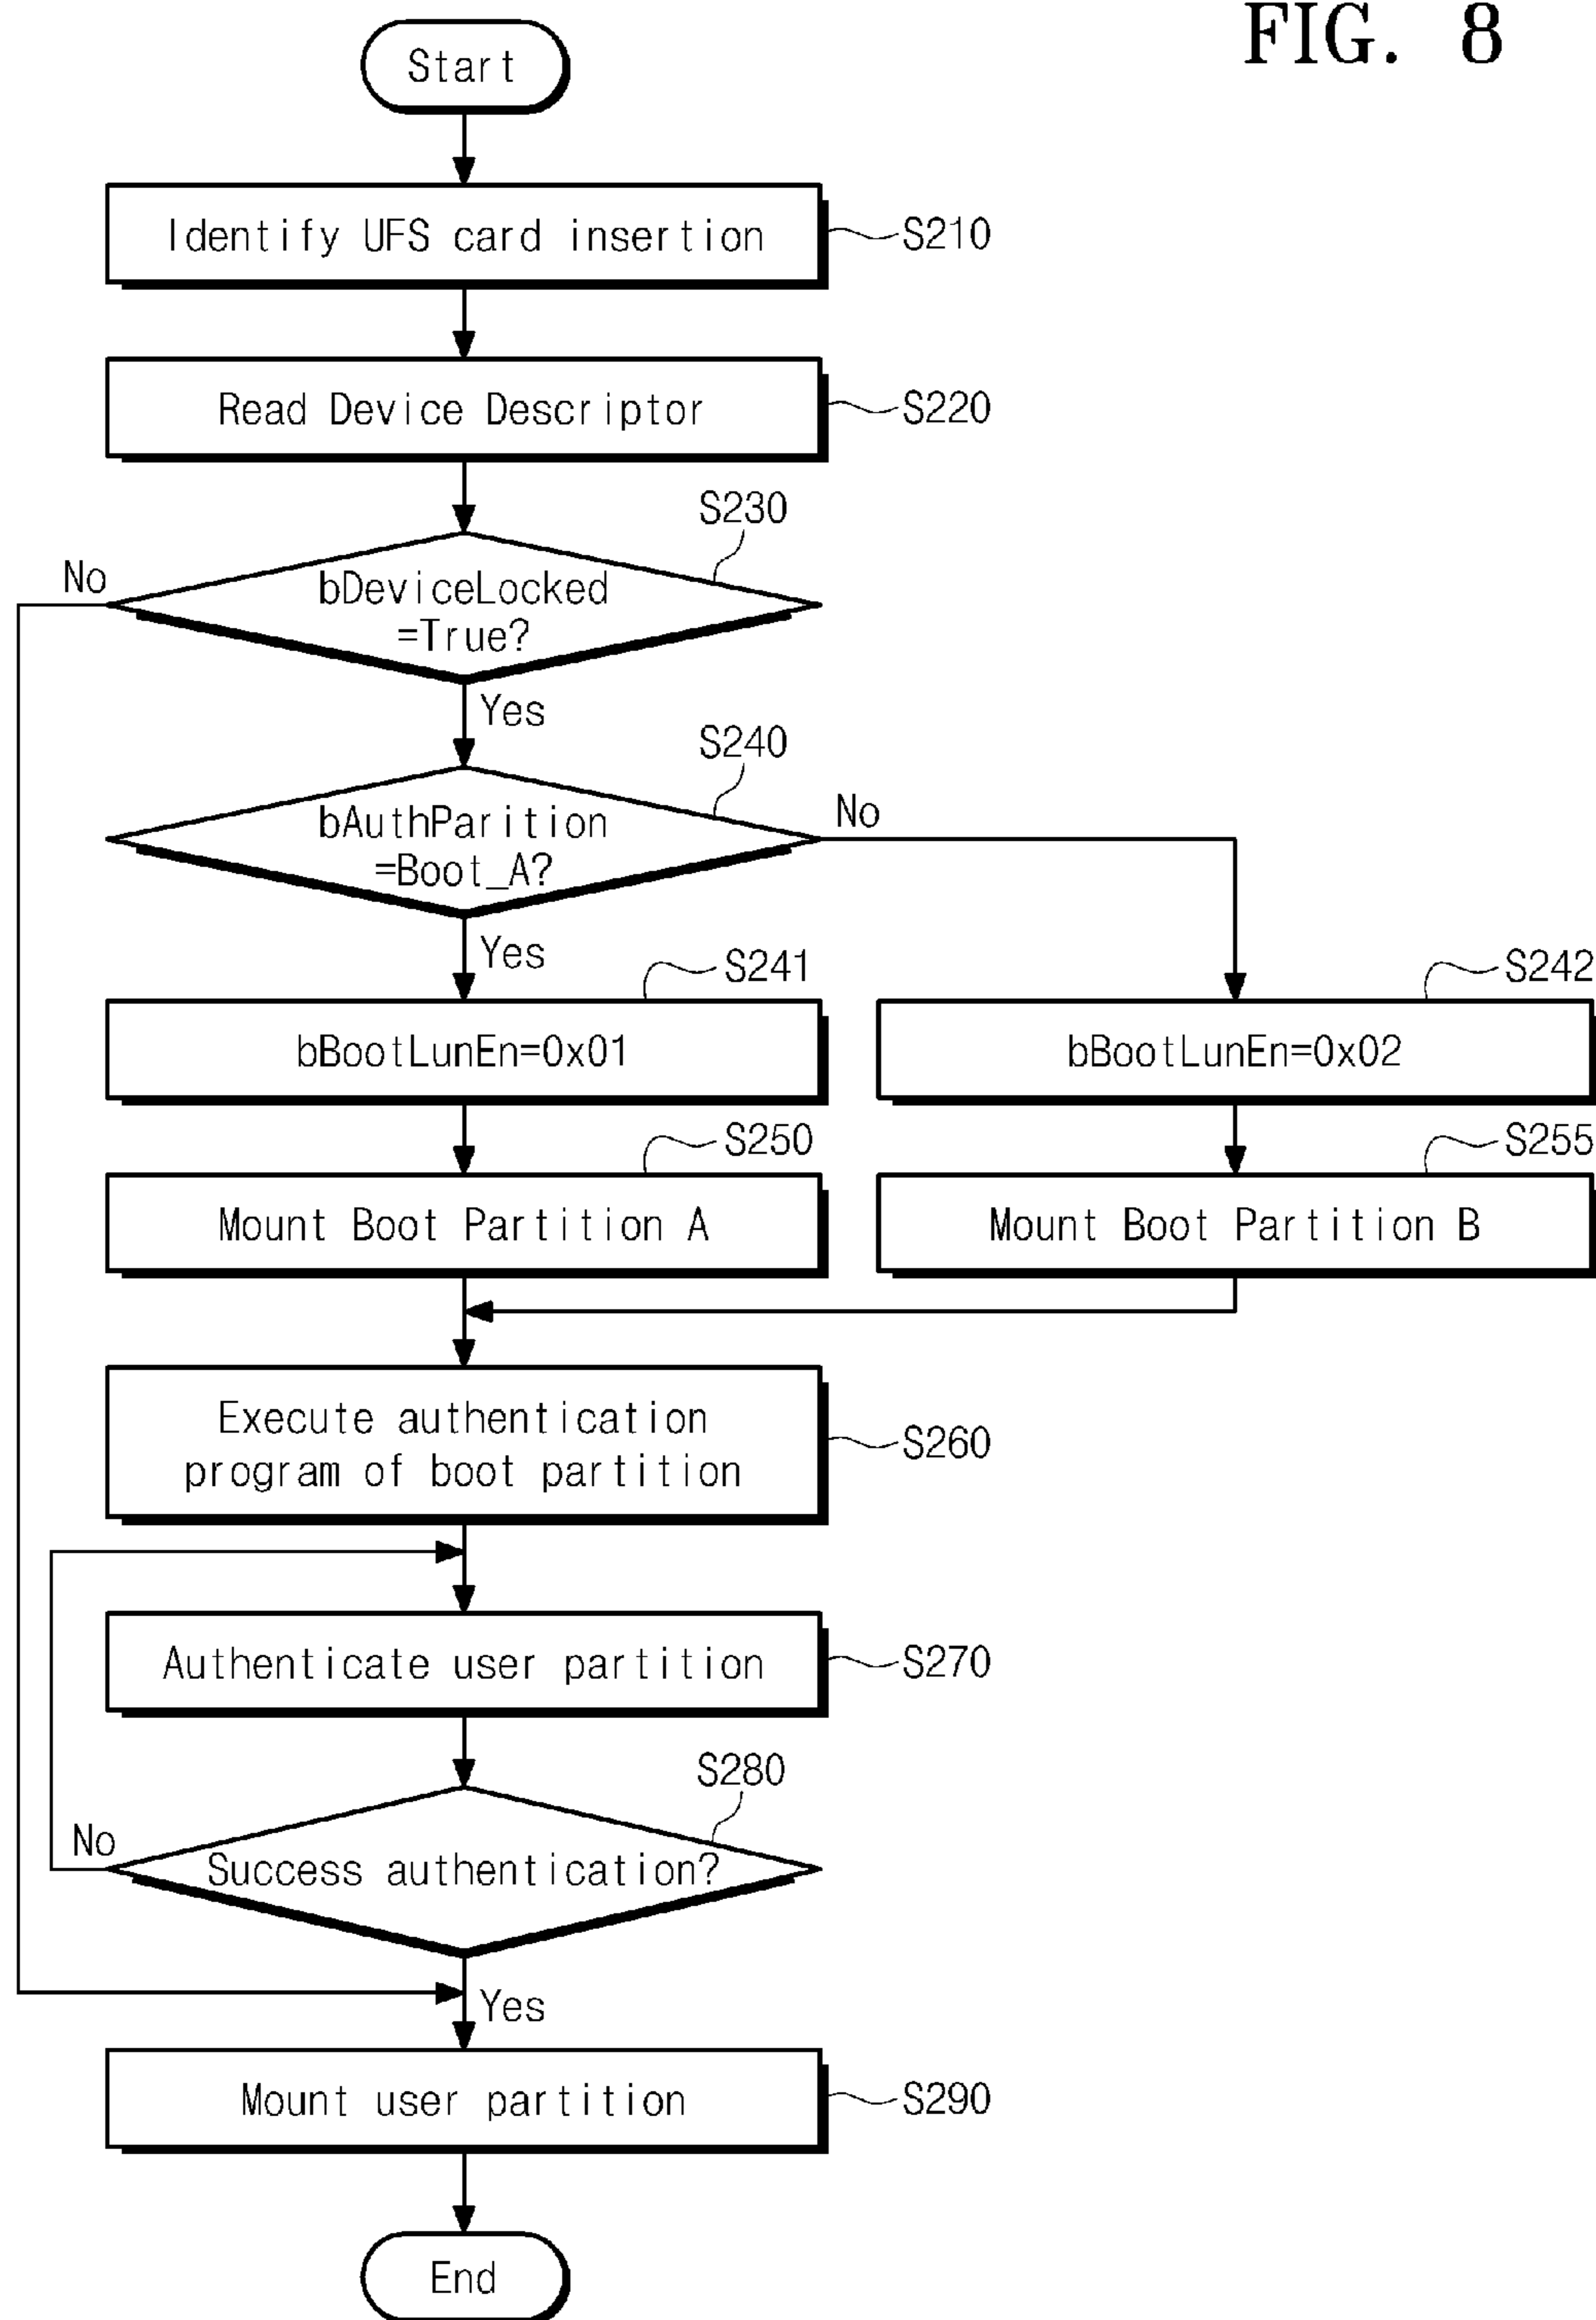 FIG. 8
Start
Identify UFS card insertion
S210
Read Device Descriptor
S220
S230
No
bDeviceLocked
=True?
Yes
S240
bAuthParition
=Boot_A?
No
Yes
S241
S242
bBootLunEn=0x01
bBootLunEn=0x02
S250
S255
Mount Boot Partition A
Mount Boot Partition B
Execute authentication
program of boot partition
S260
Authenticate user partition
S270
S280
No
Success authentication?
Yes
Mount user partition
S290
End